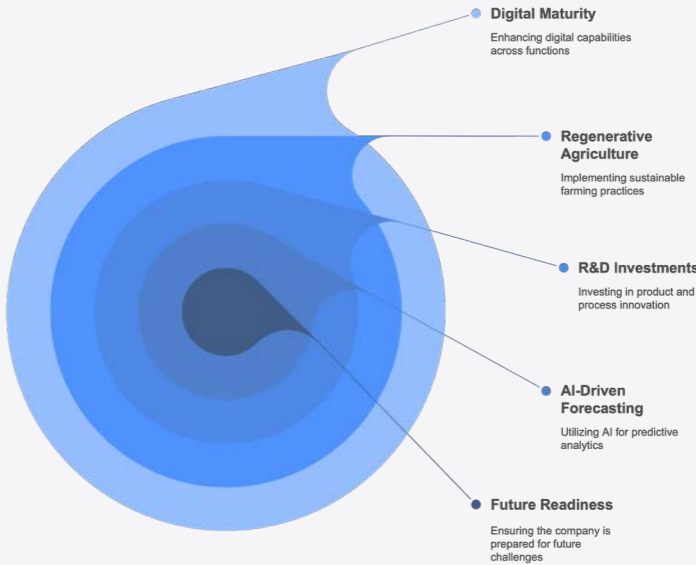 Digital Maturity
Enhancing digital capabilities
across functions
Regenerative
Agriculture
Implementing sustainable
farming practices
R&D Investments
Investing in product and
process innovation
AI-Driven
Forecasting
Utilizing AI for predictive
analytics
Future Readiness
Ensuring the company is
prepared for future
challenges